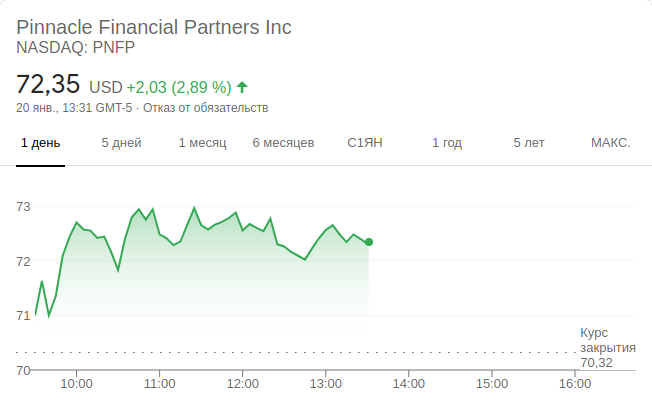 Pinnacle Financial Partners Inc
NASDAQ: PNFP
72,35 USD +2,03 (2,89 %)
20 янв., 13:31 GMT-5 · Отказ от обязательств
1 день 5 дней 1 месяц 6 месяцев С1ЯН 1 год 5 лет МАКС.
73
72
71
Курс
закрытия
70,32
70
10:00 11:00 12:00 13:00 14:00 15:00 16:00